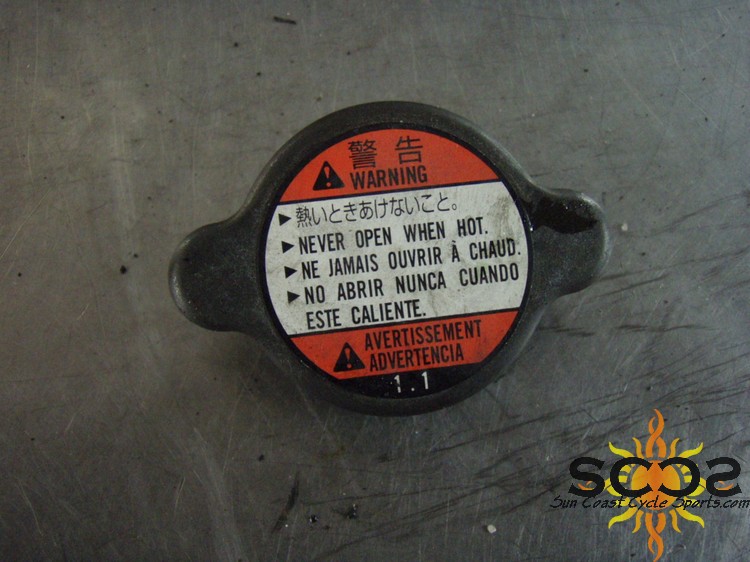 警告
WARNING
▶熱いときあけないこと。
▶NEVER OPEN WHEN HOT.
▶NE JAMAIS OUVRIR À CHAUD.
▶NO ABRIR NUNCA CUANDO
ESTE CALIENTE.
AVERTISSEMENT
ADVERTENCIA
1.1
SCCS
Sun Coast Cycle Sports.com